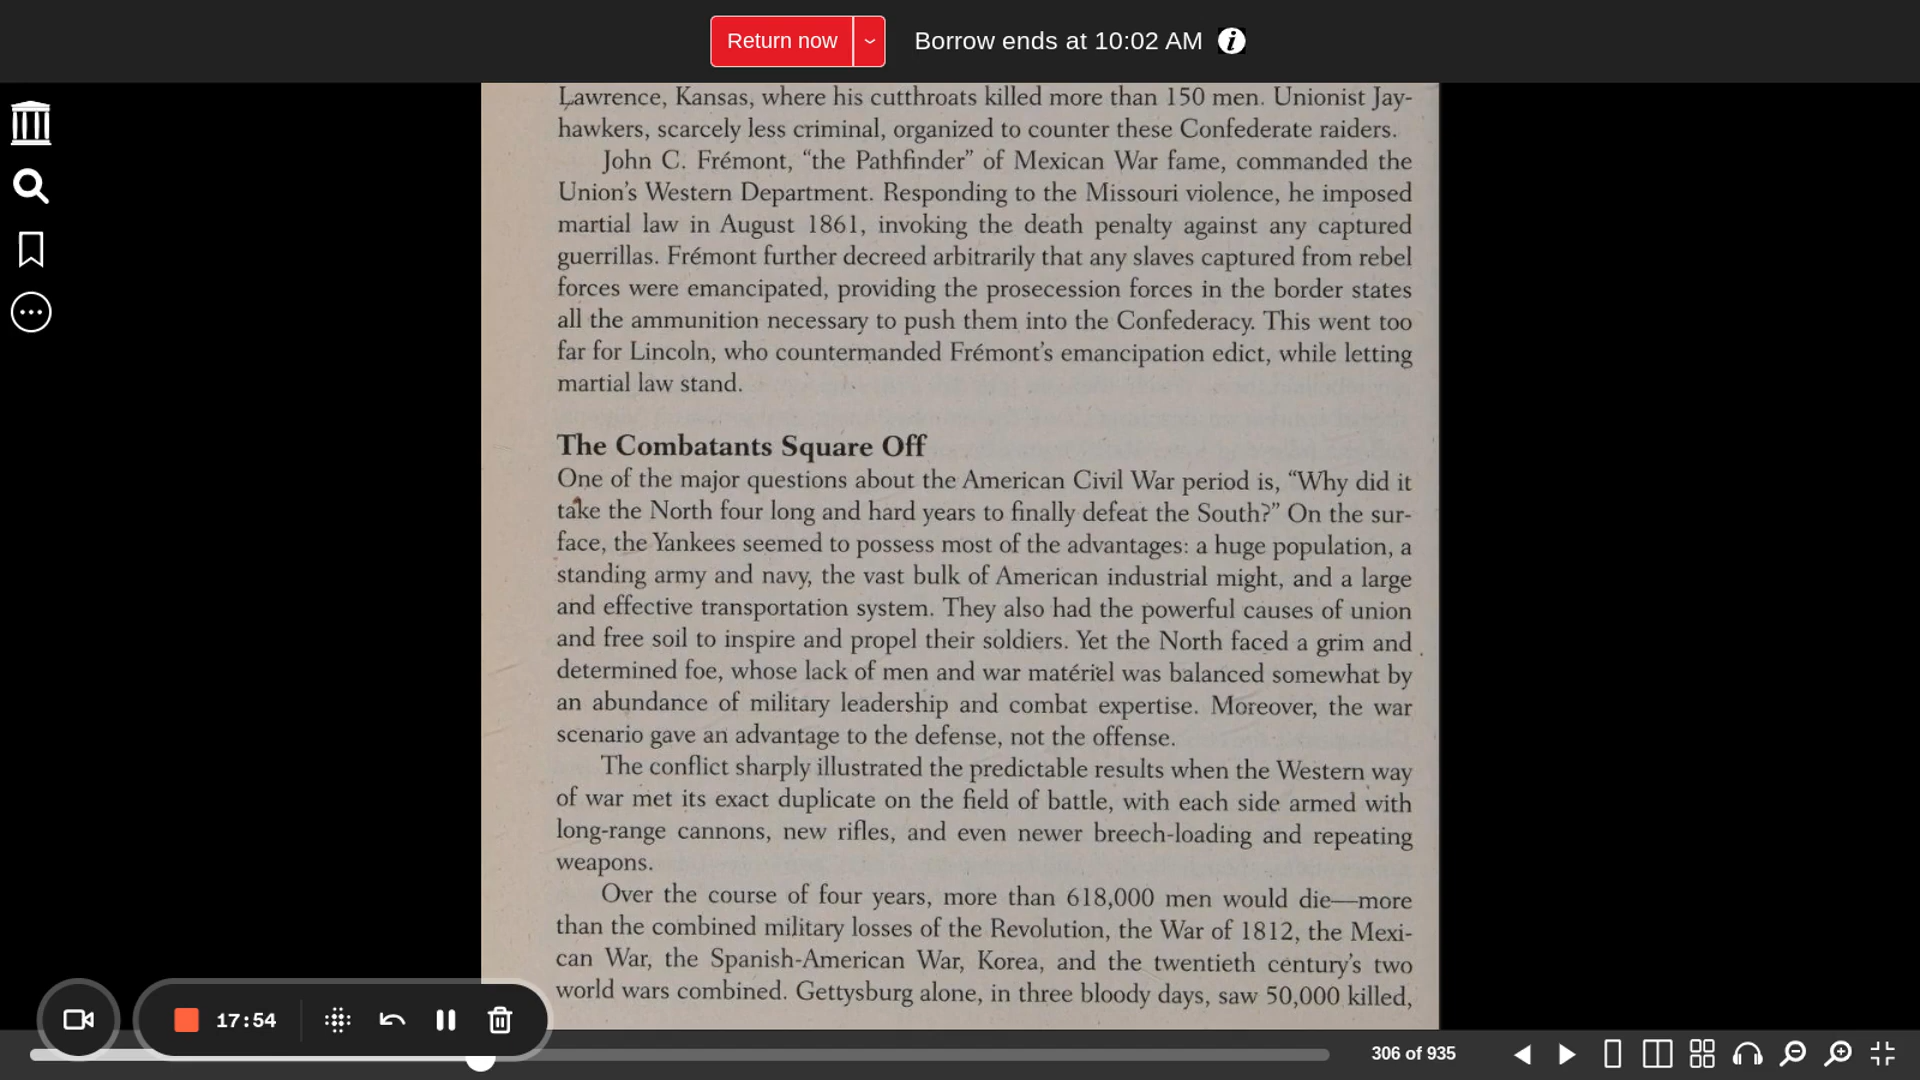 Return now
Borrow ends at 10:02 AM
Lawrence, Kansas, where his cutthroats killed more than 150 men. Unionist Jay-
hawkers, scarcely less criminal, organized to counter these Confederate raiders.
John C. Frémont, “the Pathfinder” of Mexican War fame, commanded the
Union’s Western Department. Responding to the Missouri violence, he imposed
martial law in August 1861, invoking the death penalty against any captured
guerrillas. Frémont further decreed arbitrarily that any slaves captured from rebel
forces were emancipated, providing the prosecession forces in the border states
all the ammunition necessary to push them into the Confederacy. This went too
far for Lincoln, who countermanded Frémont’s emancipation edict, while letting
martial law stand.
The Combatants Square Off
One of the major questions about the American Civil War period is, “Why did it
take the North four long and hard years to finally defeat the South?” On the sur-
face, the Yankees seemed to possess most of the advantages: a huge population, a
standing army and navy, the vast bulk of American industrial might, and a large
and effective transportation system. They also had the powerful causes of union
and free soil to inspire and propel their soldiers. Yet the North faced a grim and
determined foe, whose lack of men and war matériel was balanced somewhat by
an abundance of military leadership and combat expertise. Moreover, the war
scenario gave an advantage to the defense, not the offense.
The conflict sharply illustrated the predictable results when the Western way
of war met its exact duplicate on the field of battle, with each side armed with
long-range cannons, new rifles, and even newer breech-loading and repeating
weapons.
Over the course of four years, more than 618,000 men would die—more
than the combined military losses of the Revolution, the War of 1812, the Mexi-
can War, the Spanish-American War, Korea, and the twentieth century’s two
world wars combined. Gettysburg alone, in three bloody days, saw 50,000 killed,
17:54
306 of 935